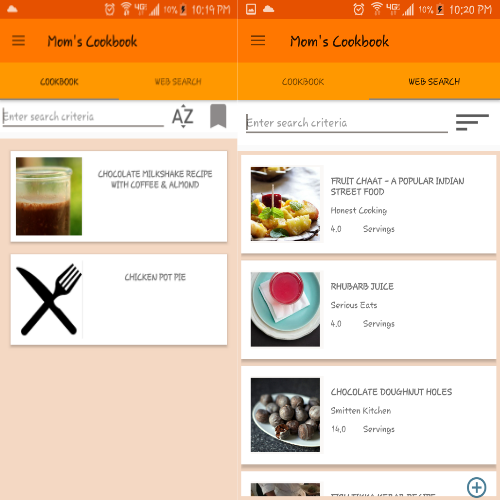 4G 10% 10:19 PM
Mom's Cookbook
COOKBOOK WEB SEARCH
Enter search criteria
AZ
CHOCOLATE MILKSHAKE RECIPE
WITH COFFEE & ALMOND
CHICKEN POT PIE
4G 10% 10:20 PM
Mom's Cookbook
COOKBOOK WEB SEARCH
Enter search criteria
FRUIT CHAAT - A POPULAR INDIAN
STREET FOOD
Honest Cooking
4.0 Servings
RHUBARB JUICE
Serious Eats
4.0 Servings
CHOCOLATE DOUGHNUT HOLES
Smitten Kitchen
14.0 Servings